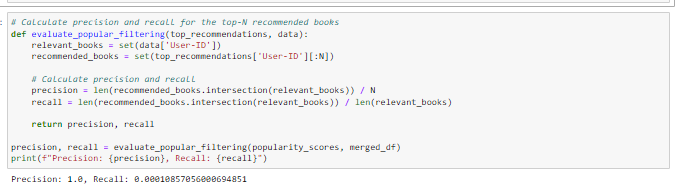 # Calculate precision and recall for the top-N recommended books
def evaluate_popular_filtering(top_recommendations, data):
    relevant_books = set(data['User-ID'])
    recommended_books = set(top_recommendations['User-ID'][:N])
    # Calculate precision and recall
    precision = len(recommended_books.intersection(relevant_books)) / N
    recall = len(recommended_books.intersection(relevant_books)) / len(relevant_books)
    return precision, recall
precision, recall = evaluate_popular_filtering(popularity_scores, merged_df)
print(f"Precision: {precision}, Recall: {recall}")
Precision: 1.0, Recall: 0.00010857056000694851